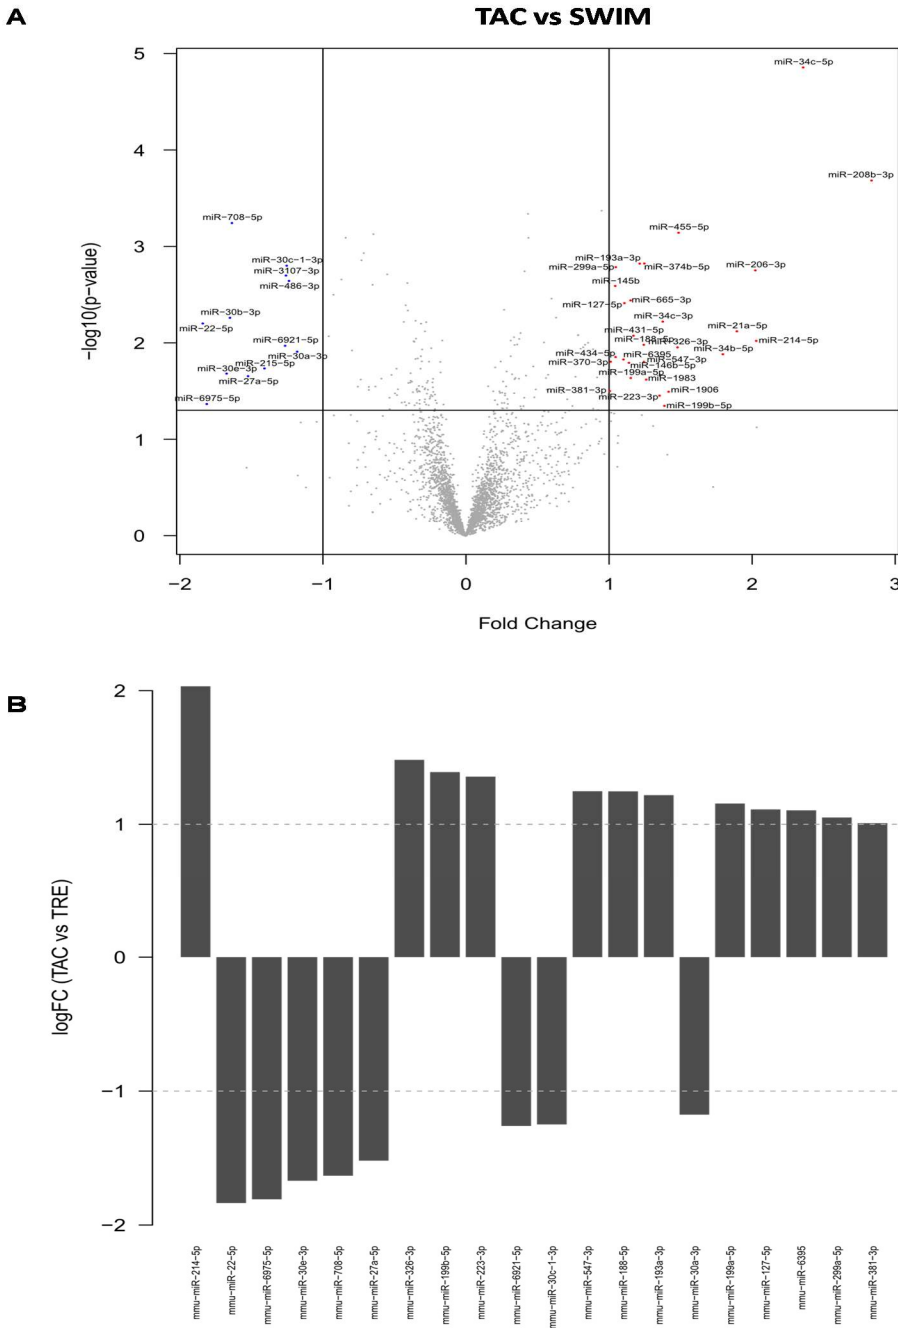 A
TAC vs SWIM
5
4
3
2
1
0
−log10(p−value)
miR−34c−5p
miR−208b−3p
miR−708−5p
miR−455−5p
miR−30c−1−3p
miR−193a−3p
miR−206−3p
miR−3107−3p
miR−299a−5p
miR−374b−5p
miR−486−3p
miR−145b
miR−127−5p
miR−665−3p
miR−30b−3p
miR−34c−3p
miR−22−5p
miR−21a−5p
miR−431−5p
miR−6921−5p
miR−188−5p
miR−326−3p
miR−214−5p
miR−30a−3p
miR−434−5p
miR−6395
miR−34b−5p
miR−215−5p
miR−370−3p
miR−547−3p
miR−30e−3p
miR−146b−5p
miR−199a−5p
miR−27a−5p
miR−1983
miR−381−3p
miR−1906
miR−6975−5p
miR−223−3p
miR−199b−5p
−2 −1 0 1 2 3
Fold Change
B
2
1
0
−1
−2
logFC (TAC vs TRE)
mmu−miR−214−5p
mmu−miR−22−5p
mmu−miR−6975−5p
mmu−miR−30e−3p
mmu−miR−708−5p
mmu−miR−27a−5p
mmu−miR−326−3p
mmu−miR−199b−5p
mmu−miR−223−3p
mmu−miR−6921−5p
mmu−miR−30c−1−3p
mmu−miR−547−3p
mmu−miR−188−5p
mmu−miR−193a−3p
mmu−miR−30a−3p
mmu−miR−199a−5p
mmu−miR−127−5p
mmu−miR−6395
mmu−miR−299a−5p
mmu−miR−381−3p